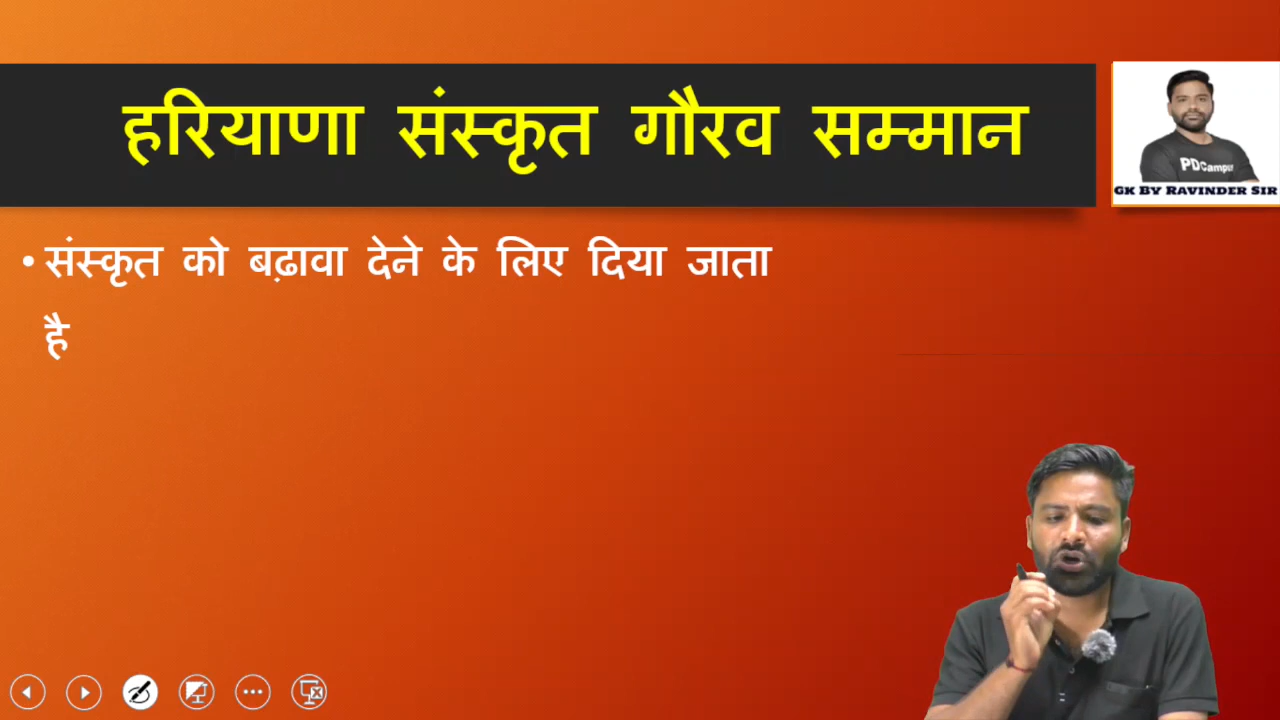 हरियाणा संस्कृत गौरव सम्मान
PDCampus
GK BY RAVINDER SIR
• संस्कृत को बढ़ावा देने के लिए दिया जाता
है